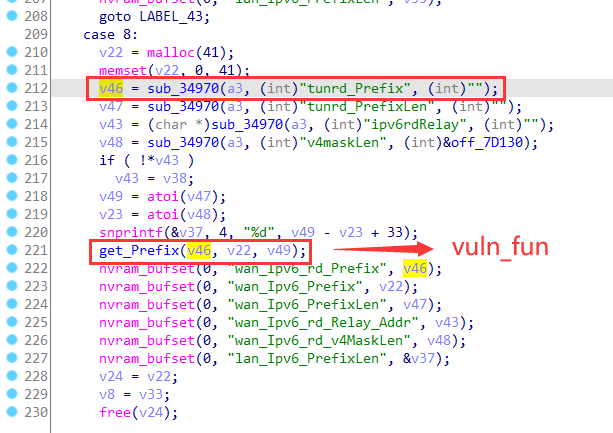 208 goto LABEL_43;
209 case 8:
210 v22 = malloc(41);
211 memset(v22, 0, 41);
212 v46 = sub_34970(a3, (int)"tunrd_Prefix", (int)"");
213 v47 = sub_34970(a3, (int)"tunrd_PrefixLen", (int)"");
214 v43 = (char *)sub_34970(a3, (int)"ipv6rdRelay", (int)"");
215 v48 = sub_34970(a3, (int)"v4maskLen", (int)&off_7D130);
216 if ( !*v43 )
217 v43 = v38;
218 v49 = atoi(v47);
219 v23 = atoi(v48);
220 snprintf(&v37, 4, "%d", v49 - v23 + 33);
221 get_Prefix(v46, v22, v49); vuln_fun
222 nvram_bufset(0, "wan_Ipv6_rd_Prefix", v46);
223 nvram_bufset(0, "wan_Ipv6_Prefix", v22);
224 nvram_bufset(0, "wan_Ipv6_PrefixLen", v47);
225 nvram_bufset(0, "wan_Ipv6_rd_Relay_Addr", v43);
226 nvram_bufset(0, "wan_Ipv6_rd_v4MaskLen", v48);
227 nvram_bufset(0, "lan_Ipv6_PrefixLen", &v37);
228 v24 = v22;
229 v8 = v33;
230 free(v24);